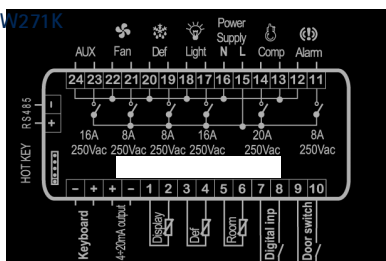 W271K
Power
Supply
AUX Fan Def Light N L Comp Alarm
24 23 22 21 20 19 18 17 16 15 14 13 12 11
RS485
-
+
16A 8A 8A 16A 20A 8A
250Vac 250Vac 250Vac 250Vac 250Vac 250Vac
HOT KEY
- + + - 1 2 3 4 5 6 7 8 9 10
Keyboard
4÷20mA output
Display
Def
Room
Digital inp
Door switch